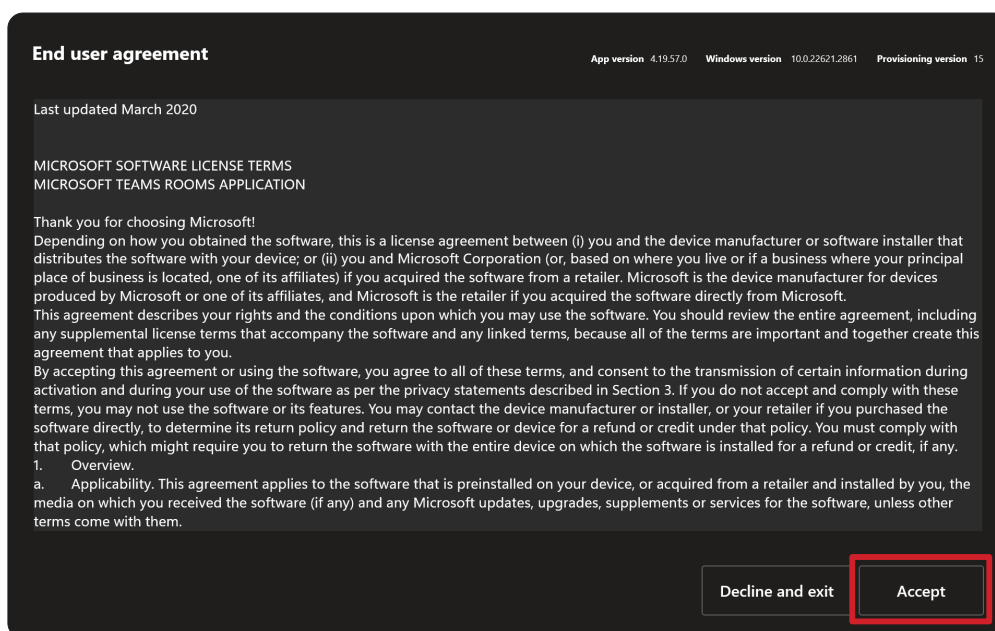 End user agreement
App version 4.19.57.0 Windows version 10.0.22621.2861 Provisioning version 15
Last updated March 2020
MICROSOFT SOFTWARE LICENSE TERMS
MICROSOFT TEAMS ROOMS APPLICATION
Thank you for choosing Microsoft!
Depending on how you obtained the software, this is a license agreement between (i) you and the device manufacturer or software installer that
distributes the software with your device; or (ii) you and Microsoft Corporation (or, based on where you live or if a business where your principal
place of business is located, one of its affiliates) if you acquired the software from a retailer. Microsoft is the device manufacturer for devices
produced by Microsoft or one of its affiliates, and Microsoft is the retailer if you acquired the software directly from Microsoft.
This agreement describes your rights and the conditions upon which you may use the software. You should review the entire agreement, including
any supplemental license terms that accompany the software and any linked terms, because all of the terms are important and together create this
agreement that applies to you.
By accepting this agreement or using the software, you agree to all of these terms, and consent to the transmission of certain information during
activation and during your use of the software as per the privacy statements described in Section 3. If you do not accept and comply with these
terms, you may not use the software or its features. You may contact the device manufacturer or installer, or your retailer if you purchased the
software directly, to determine its return policy and return the software or device for a refund or credit under that policy. You must comply with
that policy, which might require you to return the software with the entire device on which the software is installed for a refund or credit, if any.
1. Overview.
a. Applicability. This agreement applies to the software that is preinstalled on your device, or acquired from a retailer and installed by you, the
media on which you received the software (if any) and any Microsoft updates, upgrades, supplements or services for the software, unless other
terms come with them.
Decline and exit
Accept